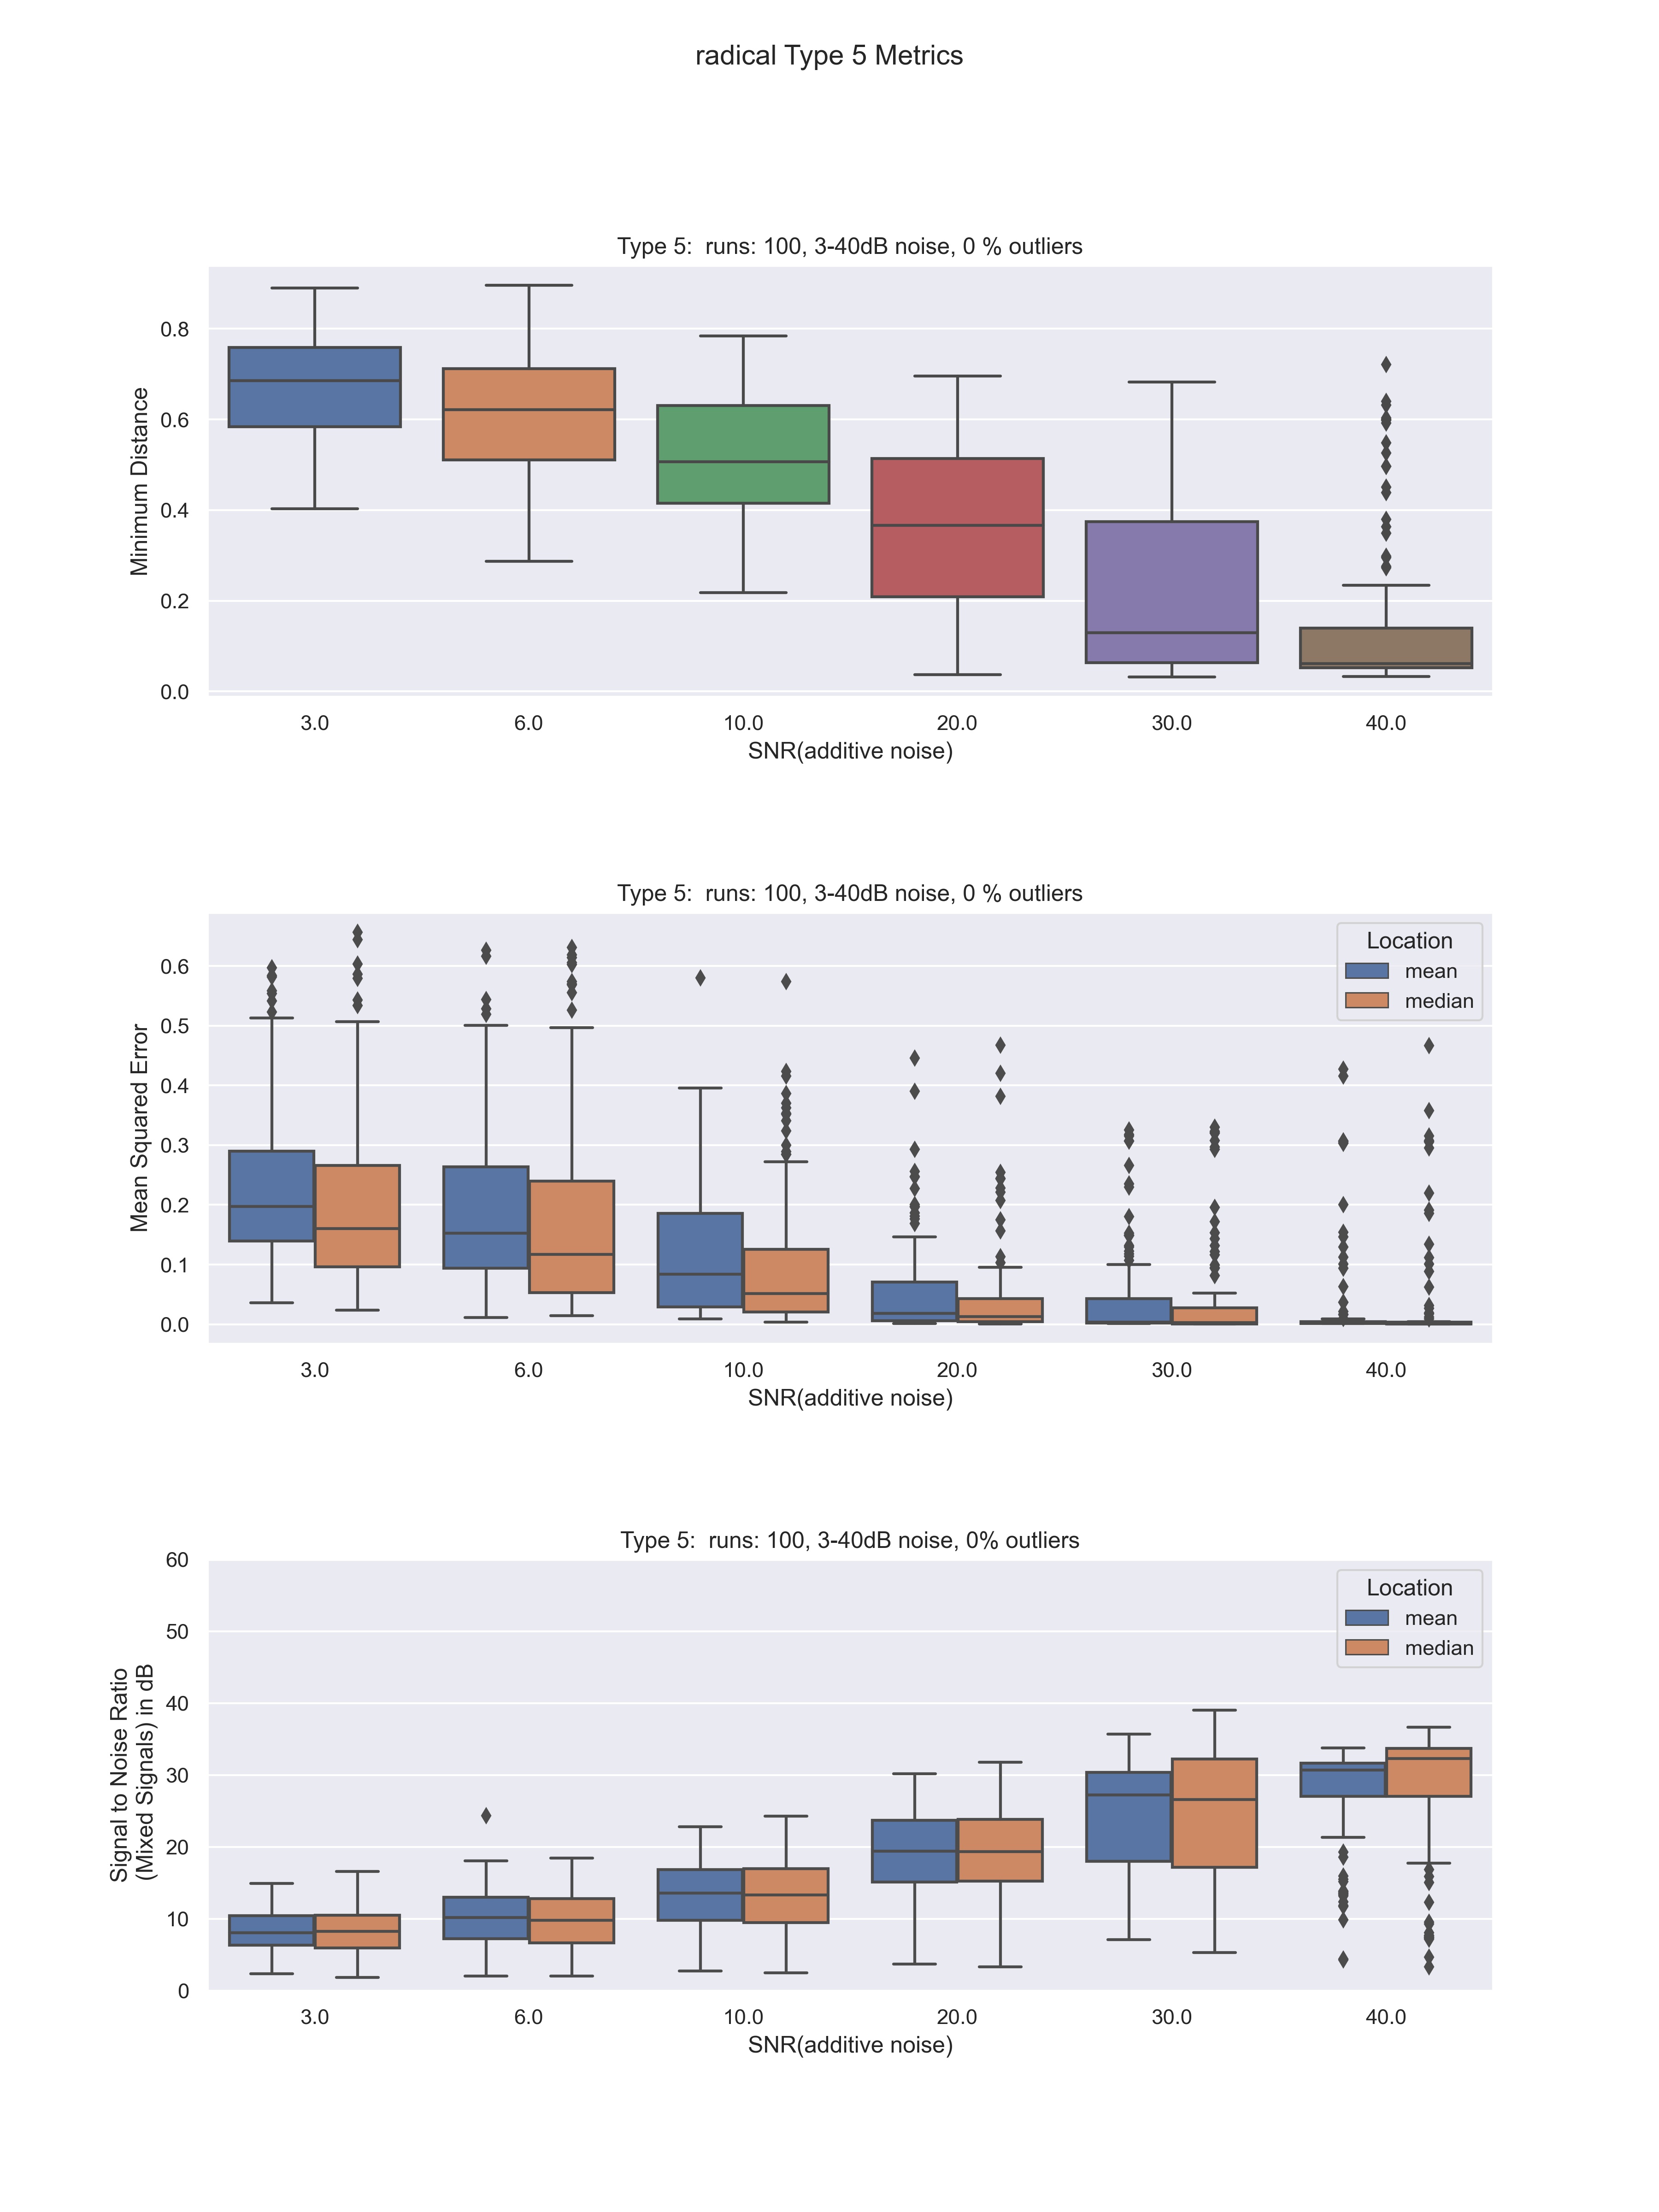 radical Type 5 Metrics
Type 5:  runs: 100, 3-40dB noise, 0 % outliers
0.8
0.6
0.4
0.2
0.0
Minimum Distance
3.0 6.0 10.0 20.0 30.0 40.0
SNR(additive noise)
Type 5:  runs: 100, 3-40dB noise, 0 % outliers
Location
mean
median
0.6
0.5
0.4
0.3
0.2
0.1
0.0
Mean Squared Error
3.0 6.0 10.0 20.0 30.0 40.0
SNR(additive noise)
Type 5:  runs: 100, 3-40dB noise, 0% outliers
Location
mean
median
60
50
40
30
20
10
0
Signal to Noise Ratio
(Mixed Signals) in dB
3.0 6.0 10.0 20.0 30.0 40.0
SNR(additive noise)